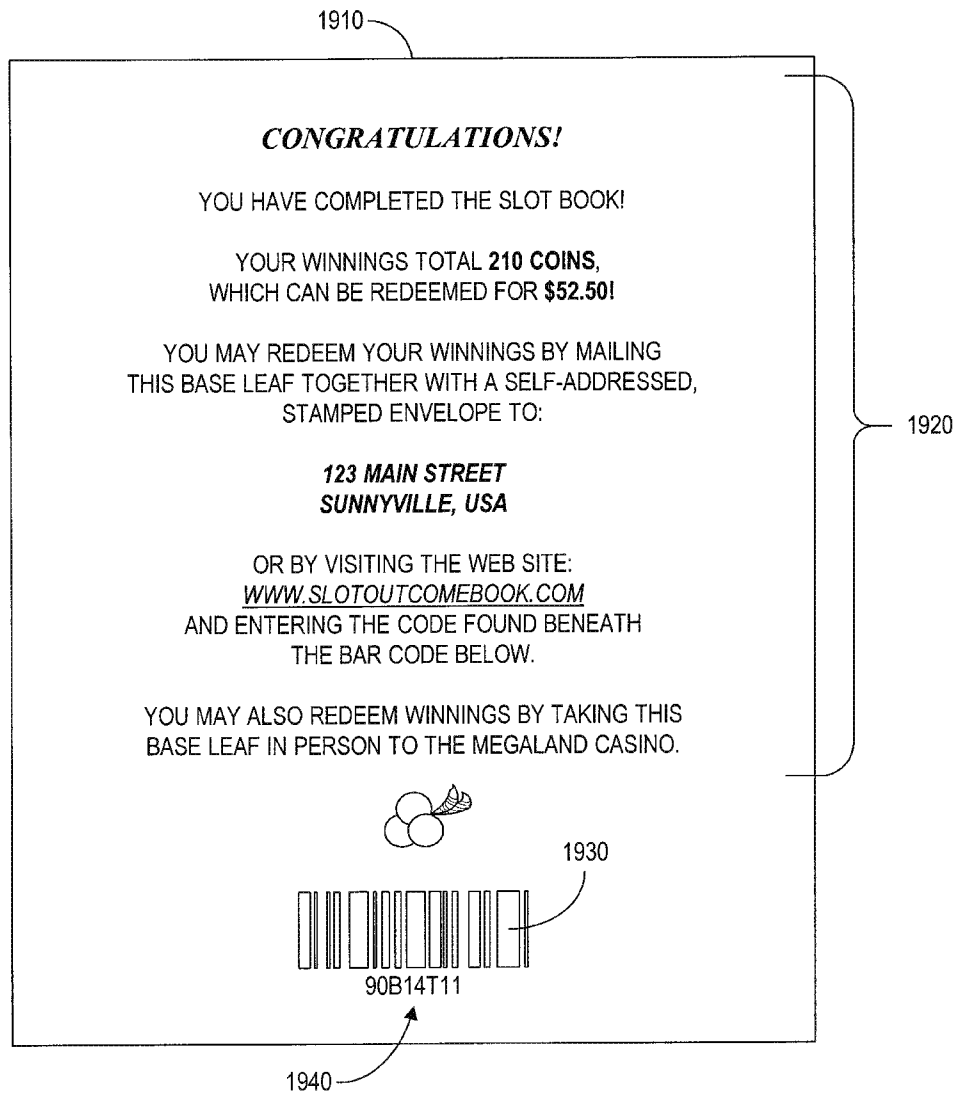 1910
CONGRATULATIONS!
YOU HAVE COMPLETED THE SLOT BOOK!
YOUR WINNINGS TOTAL 210 COINS,
WHICH CAN BE REDEEMED FOR $52.50!
YOU MAY REDEEM YOUR WINNINGS BY MAILING
THIS BASE LEAF TOGETHER WITH A SELF-ADDRESSED,
STAMPED ENVELOPE TO:
1920
123 MAIN STREET
SUNNYVILLE, USA
OR BY VISITING THE WEB SITE:
WWW.SLOTOUTCOMEBOOK.COM
AND ENTERING THE CODE FOUND BENEATH
THE BAR CODE BELOW.
YOU MAY ALSO REDEEM WINNINGS BY TAKING THIS
BASE LEAF IN PERSON TO THE MEGALAND CASINO.
1930
90B14T11
1940